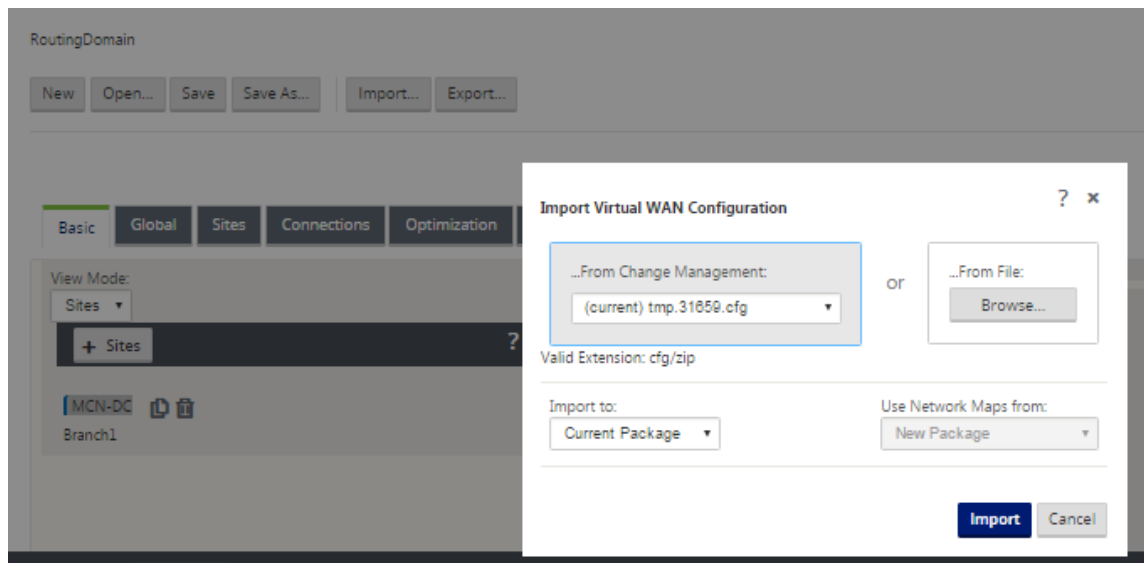 RoutingDomain
New Open... Save Save As... Import... Export...
Basic Global Sites Connections Optimization
View Mode:
Sites
+ Sites ?
MCN-DC
Branch1
Import Virtual WAN Configuration ? ×
...From Change Management:
(current) tmp.31659.cfg
or
...From File:
Browse...
Valid Extension: cfg/zip
Import to:
Current Package
Use Network Maps from:
New Package
Import Cancel